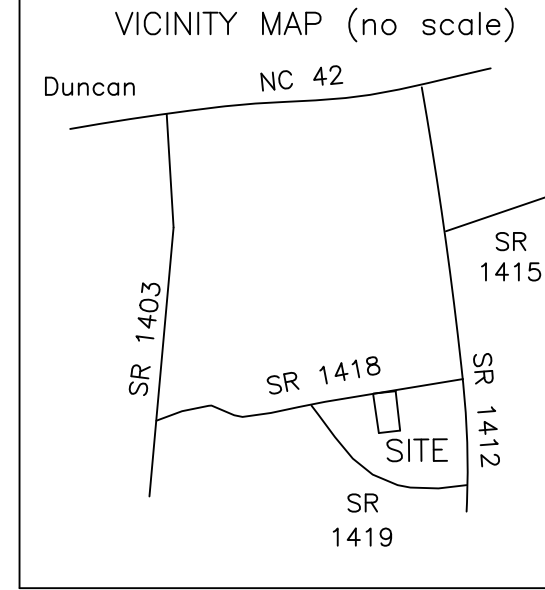 VICINITY MAP (no scale)
Duncan
NC 42
SR
1415
SR 1403
SR 1418
SR 1412
SITE
SR
1419